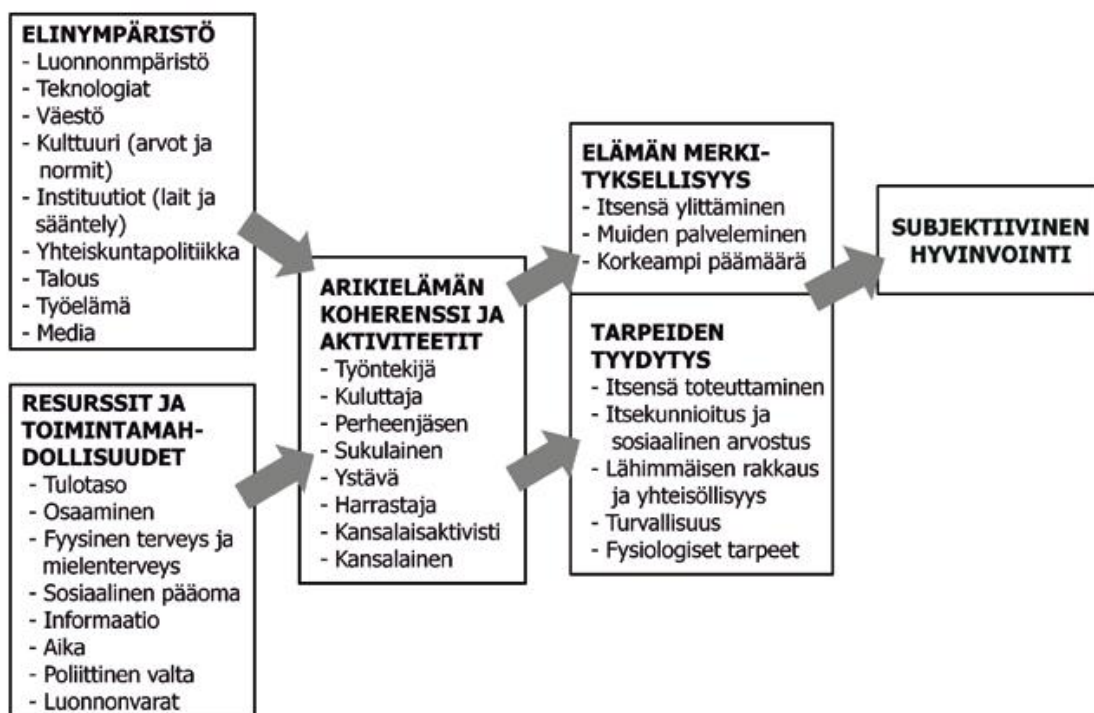 ELINYMPÄRISTÖ
- Luonnonmpäristö
- Teknologiat
- Väestö
- Kulttuuri (arvot ja
normit)
- Instituutiot (lait ja
sääntely)
- Yhteiskuntapolitiikka
- Talous
- Työelämä
- Media
RESURSSIT JA
TOIMINTAMAH-
DOLLISUUDET
- Tulotaso
- Osaaminen
- Fyysinen terveys ja
mielenterveys
- Sosiaalinen pääoma
- Informaatio
- Aika
- Poliittinen valta
- Luonnonvarat
ARIKIELÄMÄN
KOHERENSSI JA
AKTIVITEETIT
- Työntekijä
- Kuluttaja
- Perheenjäsen
- Sukulainen
- Ystävä
- Harrastaja
- Kansalaisaktivisti
- Kansalainen
ELÄMÄN MERKI-
TYKSELLISYYS
- Itsensä ylittäminen
- Muiden palveleminen
- Korkeampi päämäärä
TARPEIDEN
TYYDYTYS
- Itsensä toteuttaminen
- Itsekunnioitus ja
sosiaalinen arvostus
- Lähimmäisen rakkaus
ja yhteisöllisyys
- Turvallisuus
- Fysiologiset tarpeet
SUBJEKTIIVINEN
HYVINVOINTI